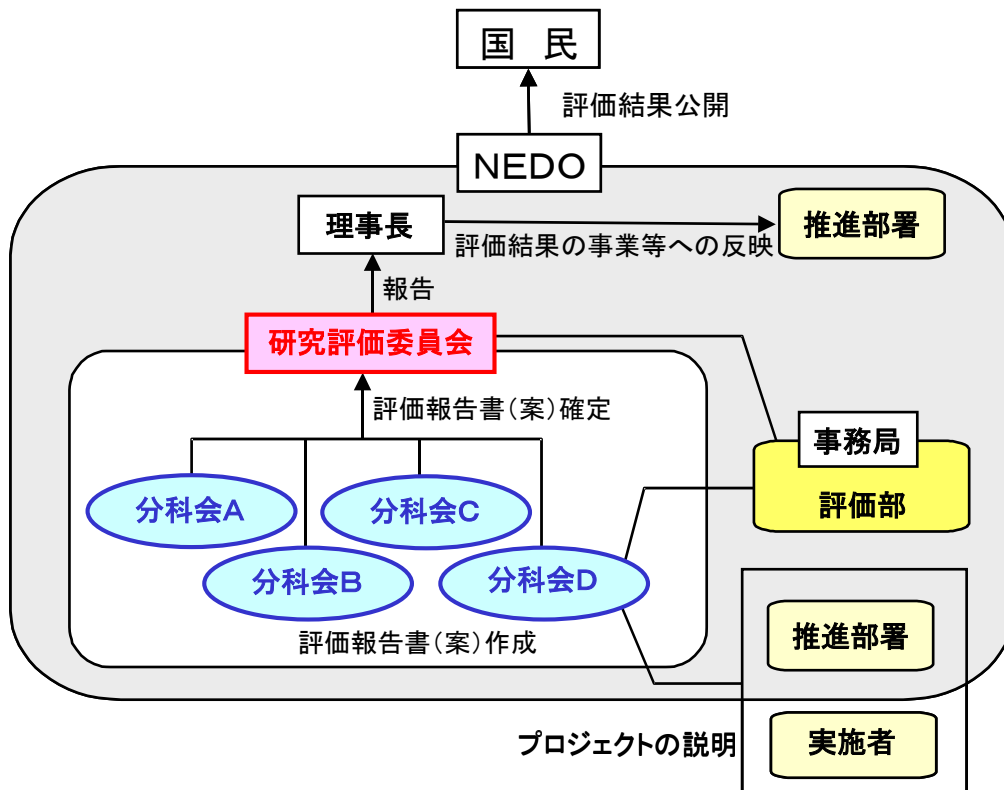 国　民
評価結果公開
ＮＥＤＯ
理事長
評価結果の事業等への反映
推進部署
報告
研究評価委員会
評価報告書（案）確定
事務局
評価部
分科会Ａ
分科会Ｃ
分科会Ｂ
分科会Ｄ
評価報告書（案）作成
推進部署
プロジェクトの説明
実施者